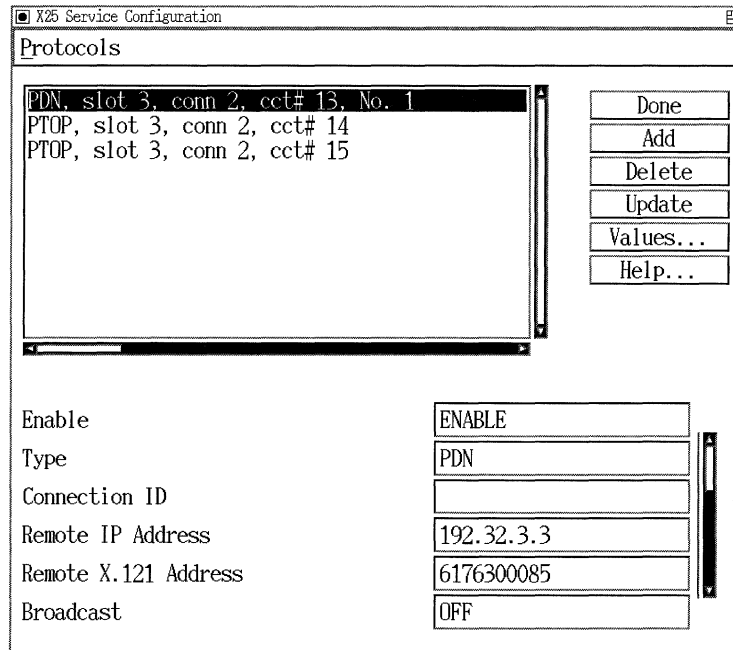 X25 Service Configuration
Protocols
PDN, slot 3, conn 2, cct# 13, No. 1
PTOP, slot 3, conn 2, cct# 14
PTOP, slot 3, conn 2, cct# 15
Done
Add
Delete
Update
Values...
Help...
Enable ENABLE
Type PDN
Connection ID
Remote IP Address 192.32.3.3
Remote X.121 Address 6176300085
Broadcast OFF